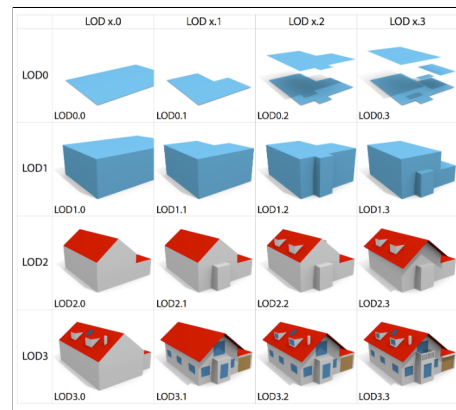 LOD x.0 LOD x.1 LOD x.2 LOD x.3
LOD0
LOD0.0 LOD0.1 LOD0.2 LOD0.3
LOD1
LOD1.0 LOD1.1 LOD1.2 LOD1.3
LOD2
LOD2.0 LOD2.1 LOD2.2 LOD2.3
LOD3
LOD3.0 LOD3.1 LOD3.2 LOD3.3